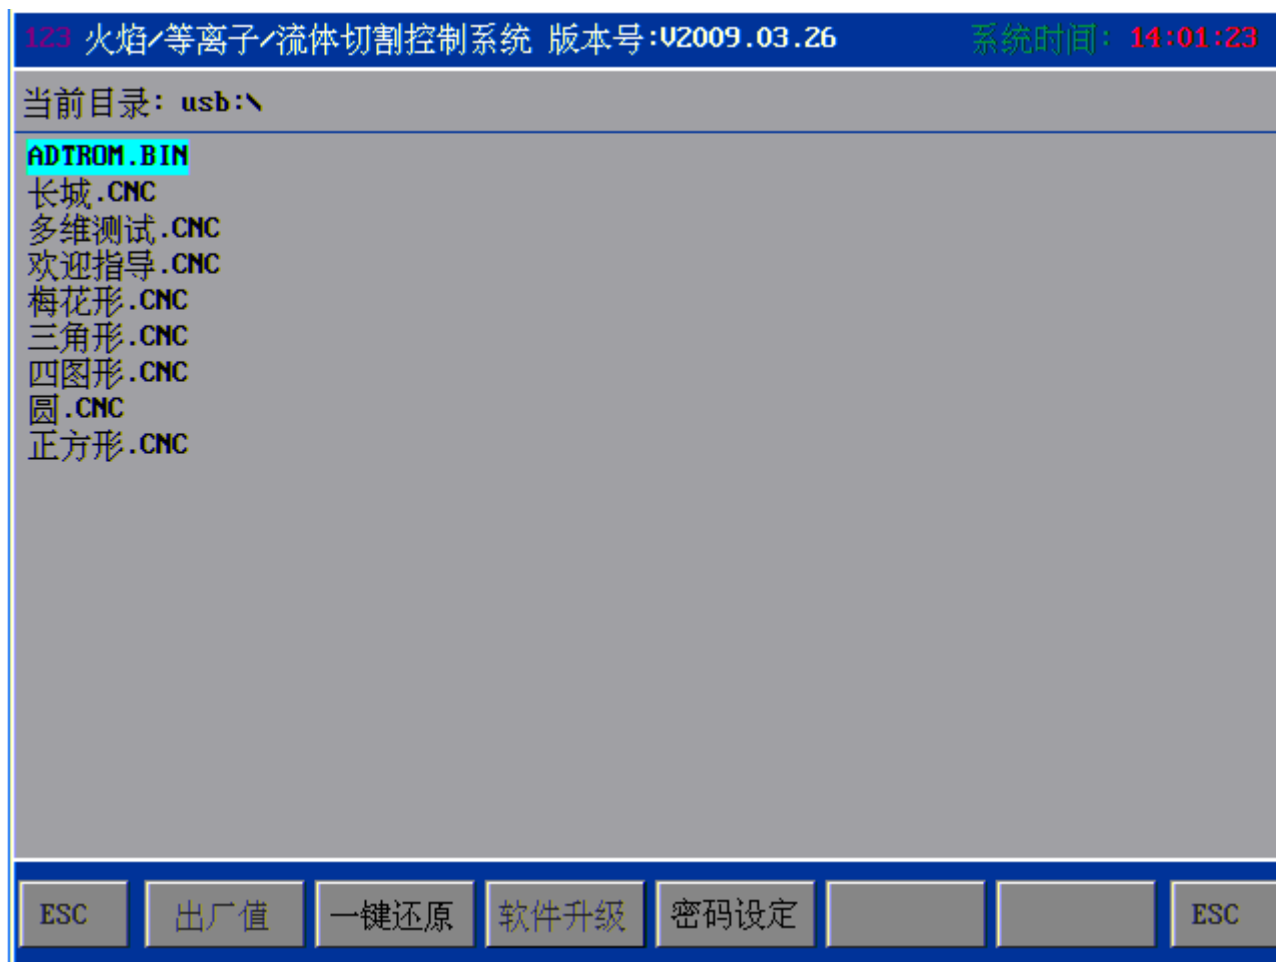 123 火焰/等离子/流体切割控制系统 版本号:V2009.03.26 系统时间: 14:01:23
当前目录: usb:\
ADTROM.BIN
长城.CNC
多维测试.CNC
欢迎指导.CNC
梅花形.CNC
三角形.CNC
四图形.CNC
圆.CNC
正方形.CNC
ESC 出厂值 一键还原 软件升级 密码设定 ESC